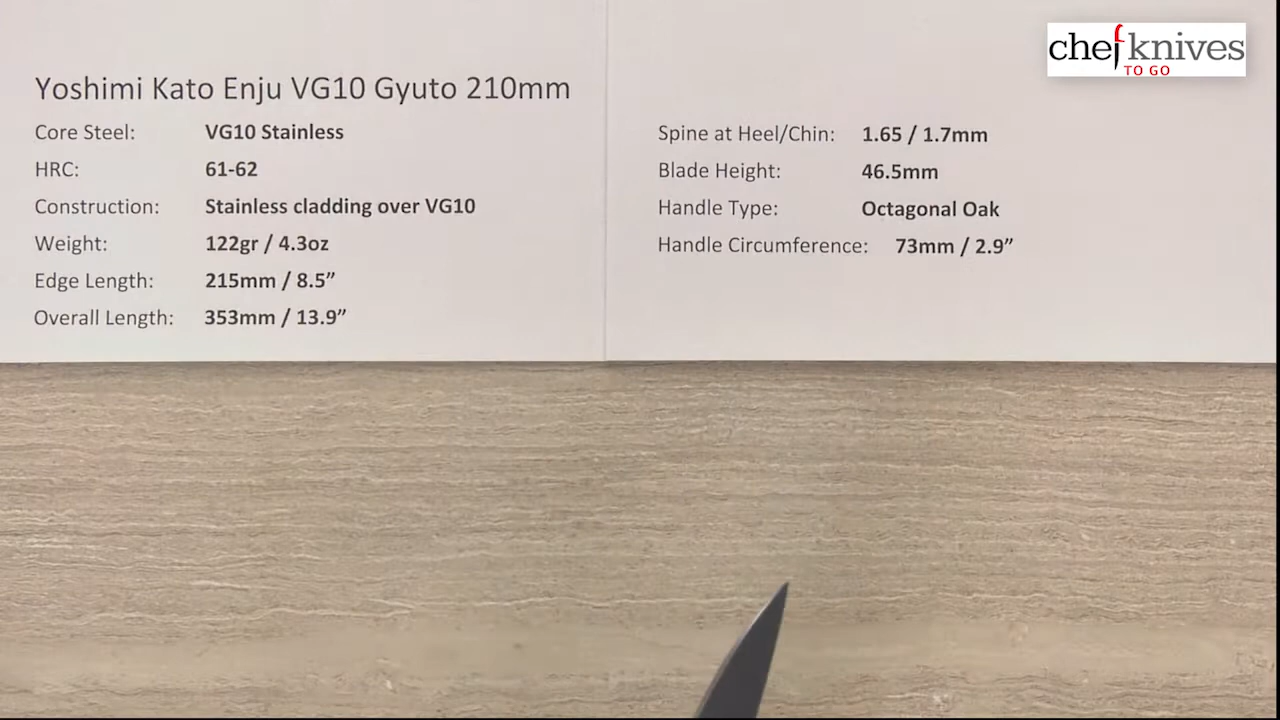 chef knives
TO GO
Yoshimi Kato Enju VG10 Gyuto 210mm
Core Steel: VG10 Stainless
HRC: 61-62
Construction: Stainless cladding over VG10
Weight: 122gr / 4.3oz
Edge Length: 215mm / 8.5”
Overall Length: 353mm / 13.9”
Spine at Heel/Chin: 1.65 / 1.7mm
Blade Height: 46.5mm
Handle Type: Octagonal Oak
Handle Circumference: 73mm / 2.9”